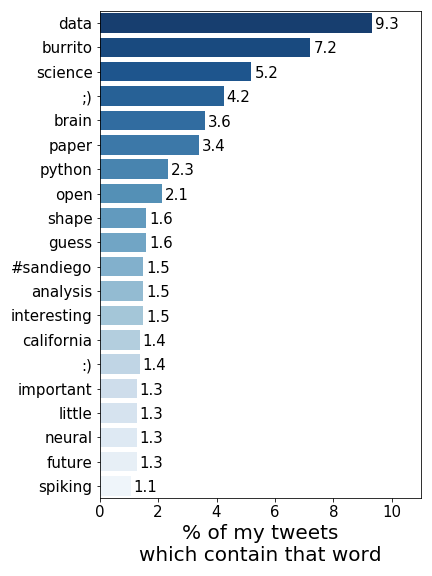 data 9.3
burrito 7.2
science 5.2
;) 4.2
brain 3.6
paper 3.4
python 2.3
open 2.1
shape 1.6
guess 1.6
#sandiego 1.5
analysis 1.5
interesting 1.5
california 1.4
:) 1.4
important 1.3
little 1.3
neural 1.3
future 1.3
spiking 1.1
0 2 4 6 8 10
% of my tweets
which contain that word